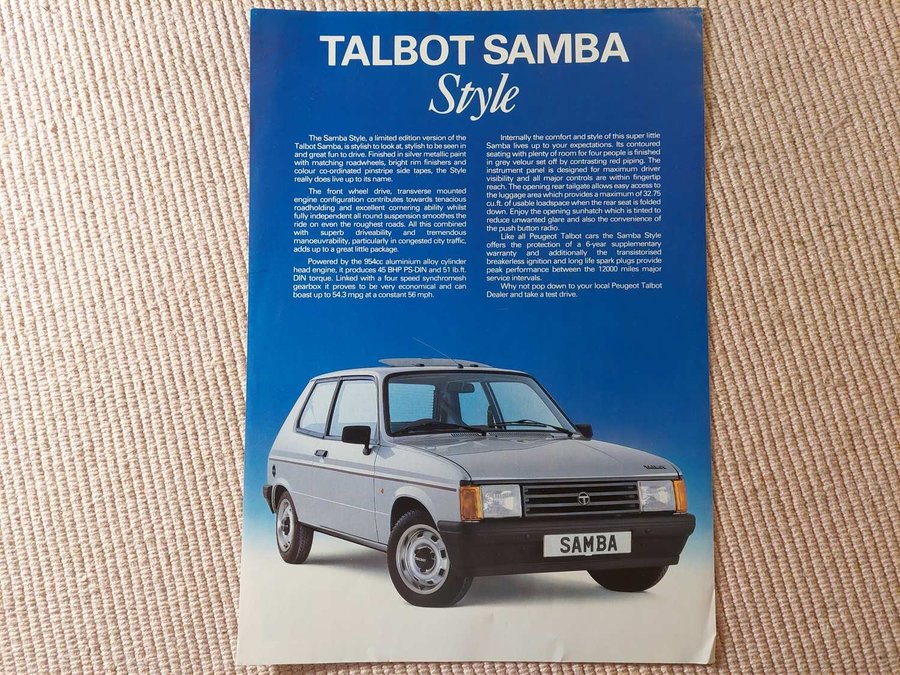 TALBOT SAMBA
Style
The Samba Style, a limited edition version of the
Talbot Samba, is stylish to look at, stylish to be seen in
and great fun to drive. Finished in silver metallic paint
with matching roadwheels, bright rim finishers and
colour co-ordinated pinstripe side tapes, the Style
really does live up to its name.
The front wheel drive, transverse mounted
engine configuration contributes towards tenacious
roadholding and excellent cornering ability whilst
fully independent all round suspension smoothes the
ride on even the roughest roads. All this combined
with superb driveability and tremendous
manoeuvrability, particularly in congested city traffic,
adds up to a great little package.
Powered by the 954cc aluminium alloy cylinder
head engine, it produces 45 BHP PS-DIN and 51 lb.ft.
DIN torque. Linked with a four speed synchromesh
gearbox it proves to be very economical and can
boast up to 54.3 mpg at a constant 56 mph.
Internally the comfort and style of this super little
Samba lives up to your expectations. Its contoured
seating with plenty of room for four people is finished
in grey velour set off by contrasting red piping. The
instrument panel is designed for maximum driver
visibility and all major controls are within fingertip
reach. The opening rear tailgate allows easy access to
the luggage area which provides a maximum of 32.75
cu.ft. of usable loadspace when the rear seat is folded
down. Enjoy the opening sunhatch which is tinted to
reduce unwanted glare and also the convenience of
the push button radio.
Like all Peugeot Talbot cars the Samba Style
offers the protection of a 6-year supplementary
warranty and additionally the transistorised
breakerless ignition and long life spark plugs provide
peak performance between the 12000 miles major
service intervals.
Why not pop down to your local Peugeot Talbot
Dealer and take a test drive.
SAMBA